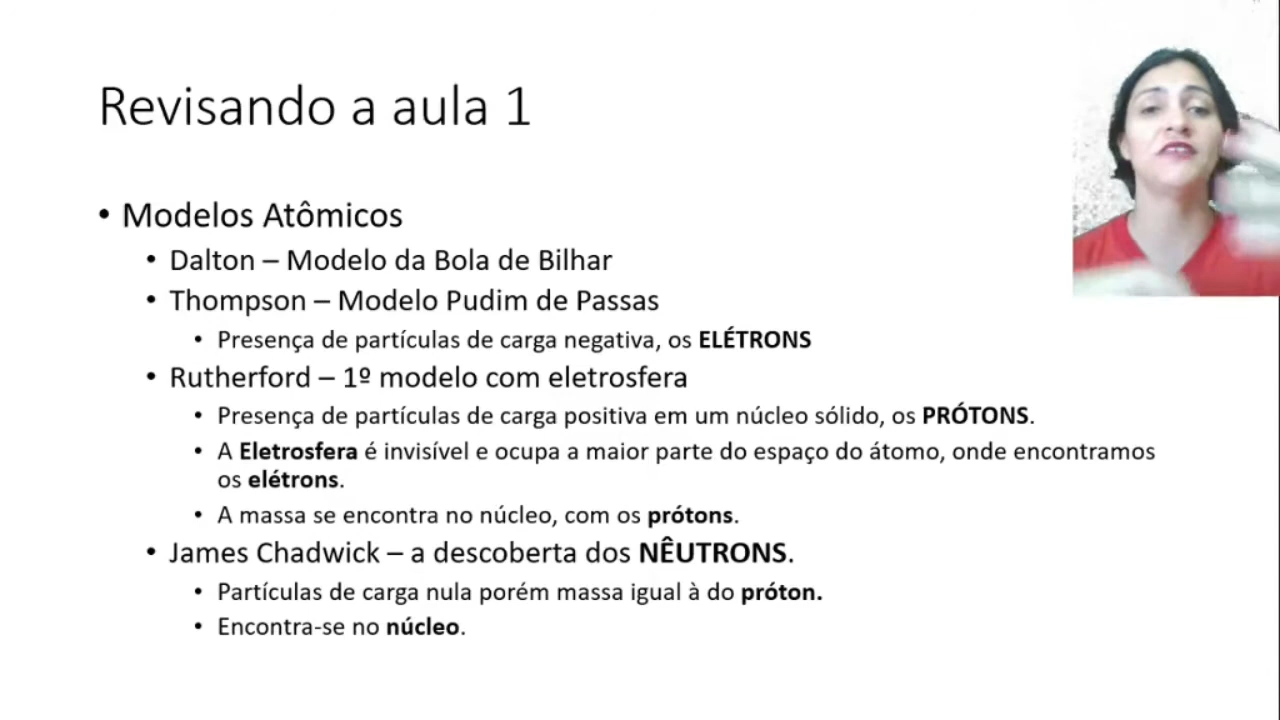 Revisando a aula 1
• Modelos Atômicos
• Dalton – Modelo da Bola de Bilhar
• Thompson – Modelo Pudim de Passas
• Presença de partículas de carga negativa, os ELÉTRONS
• Rutherford – 1º modelo com eletrosfera
• Presença de partículas de carga positiva em um núcleo sólido, os PRÓTONS.
• A Eletrosfera é invisível e ocupa a maior parte do espaço do átomo, onde encontramos
os elétrons.
• A massa se encontra no núcleo, com os prótons.
• James Chadwick – a descoberta dos NÊUTRONS.
• Partículas de carga nula porém massa igual à do próton.
• Encontra-se no núcleo.